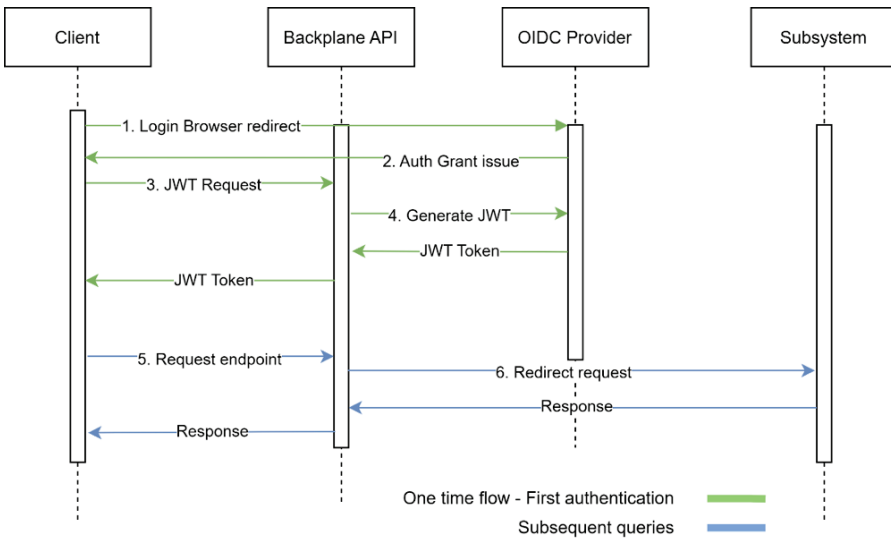 Client
Backplane API
OIDC Provider
Subsystem
1. Login Browser redirect
2. Auth Grant issue
3. JWT Request
4. Generate JWT
JWT Token
JWT Token
5. Request endpoint
6. Redirect request
Response
Response
One time flow - First authentication
Subsequent queries